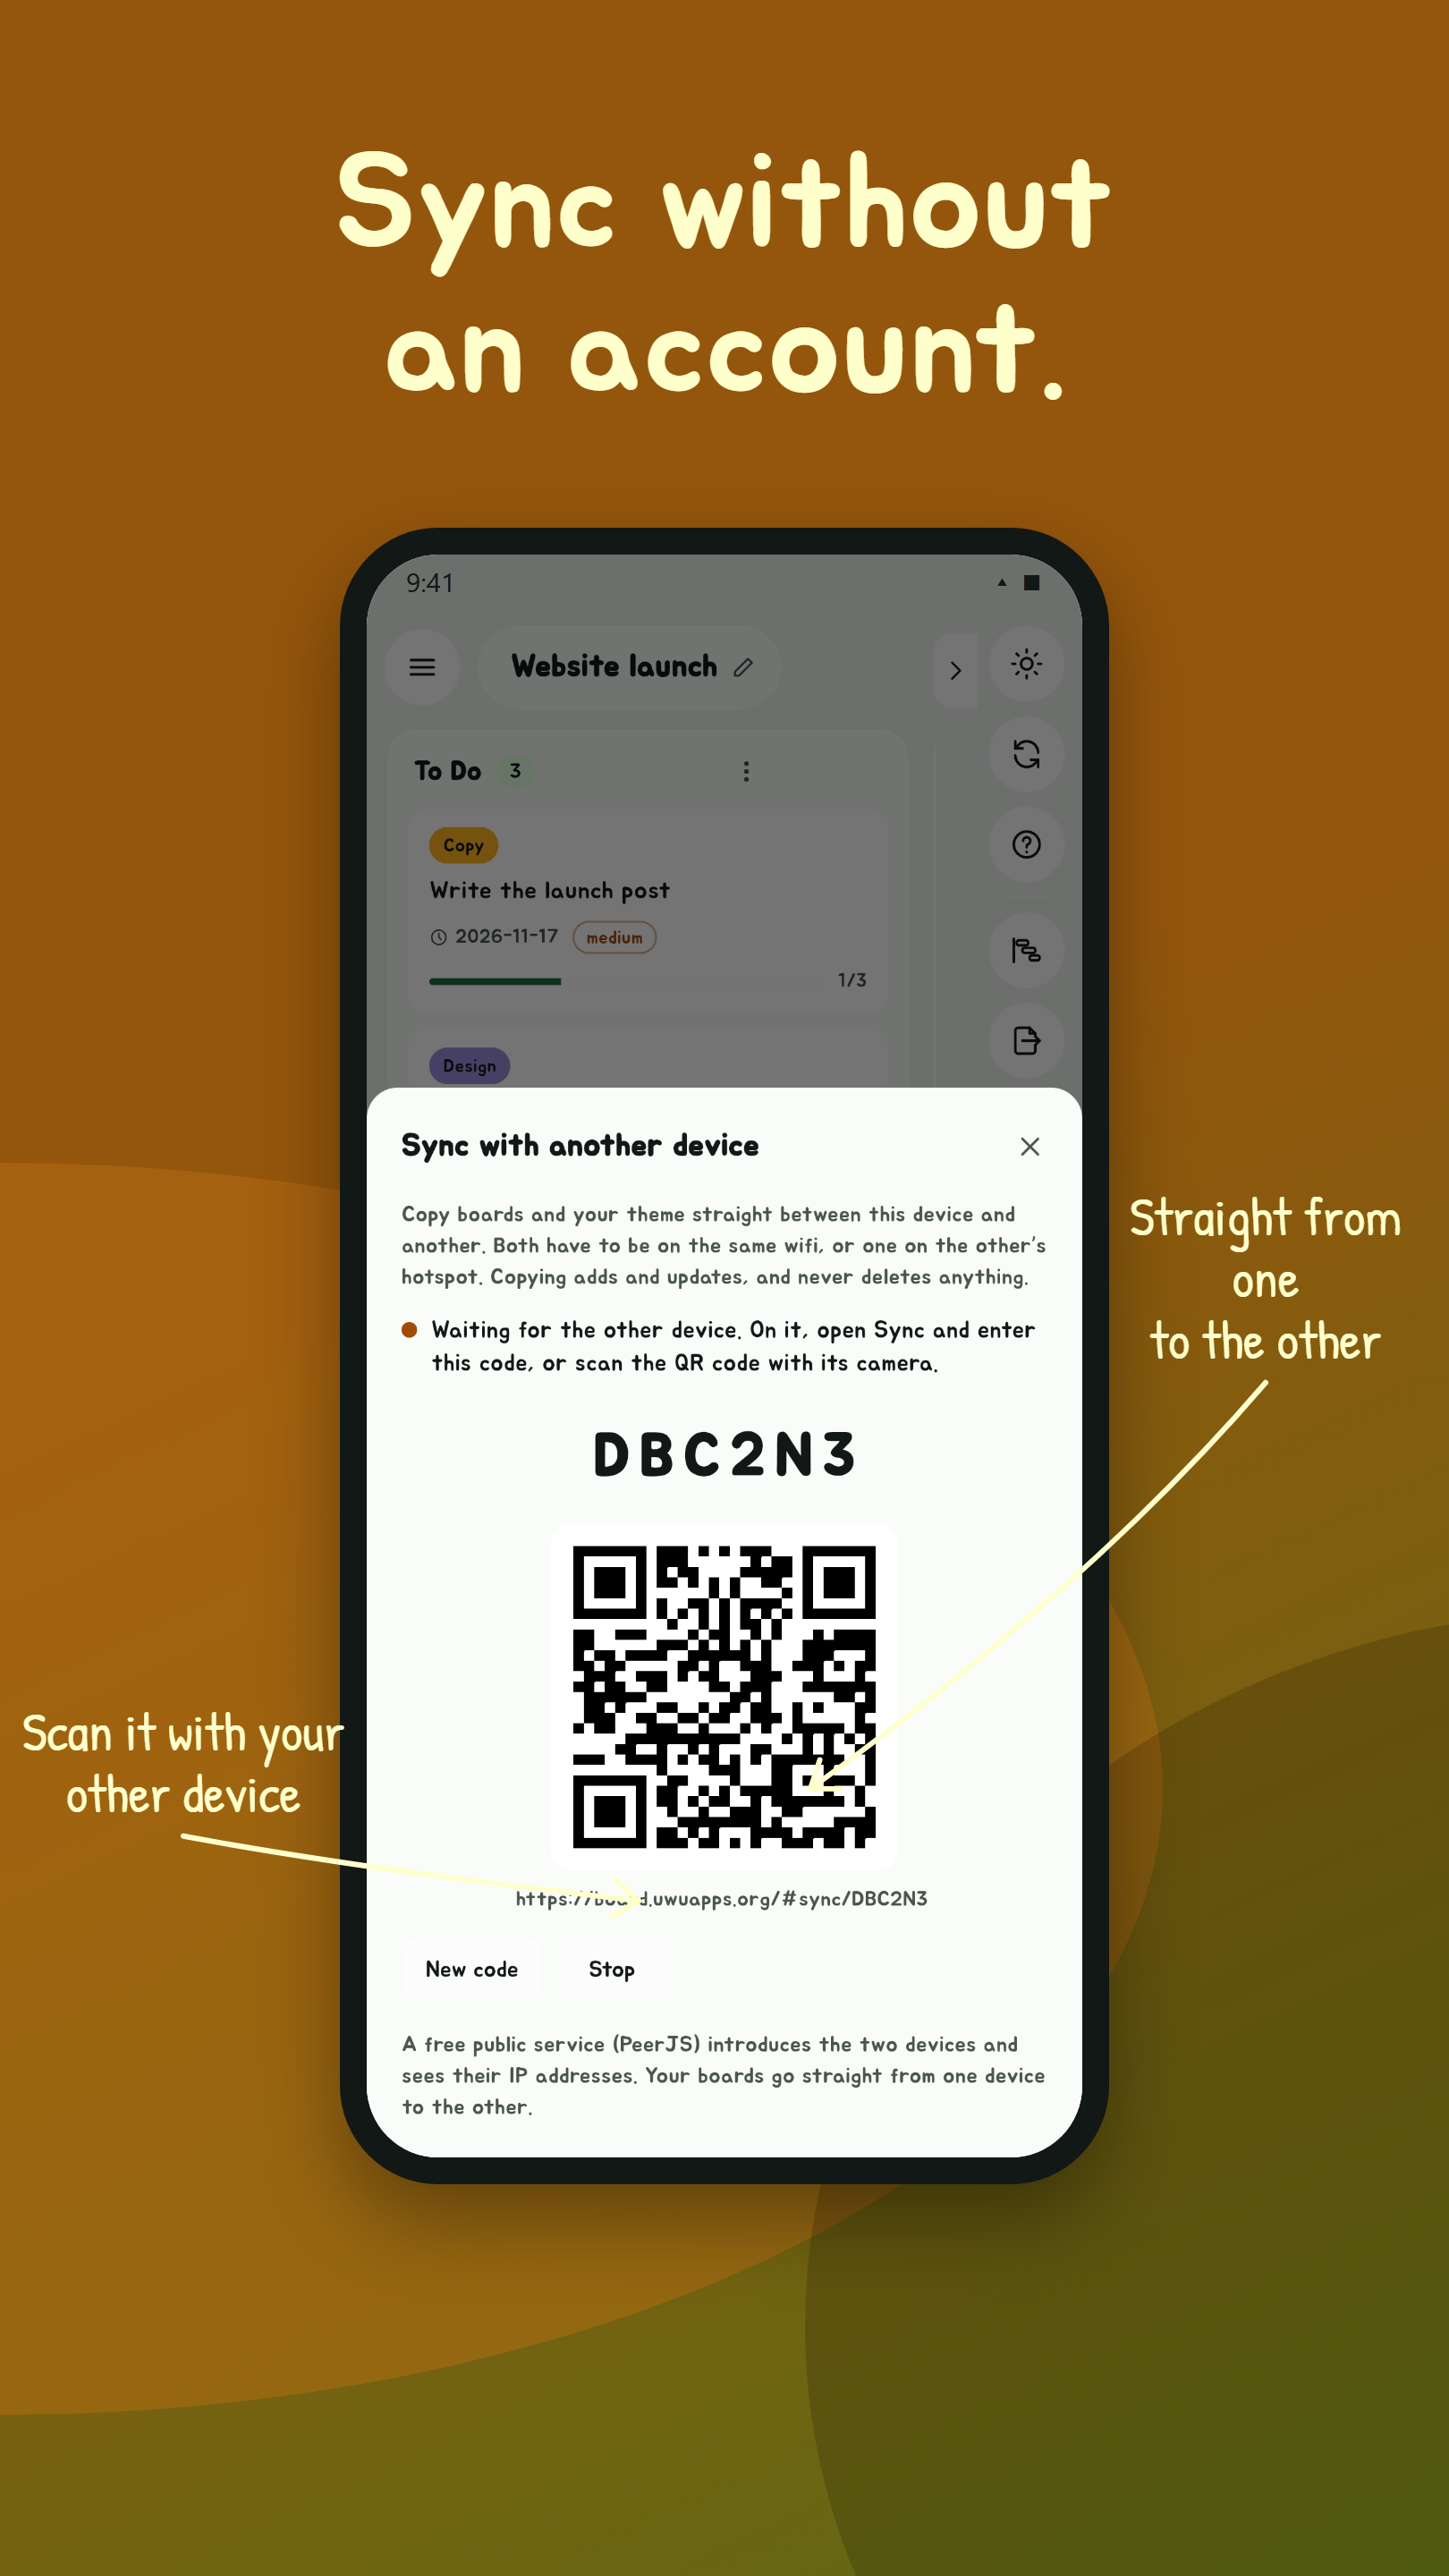 Sync without
an account.
9:41
Website launch
To Do 3
Copy
Write the launch post
2026-11-17 medium
1/3
Design
Sync with another device
Copy boards and your theme straight between this device and
another. Both have to be on the same wifi, or one on the other's
hotspot. Copying adds and updates, and never deletes anything.
Waiting for the other device. On it, open Sync and enter
this code, or scan the QR code with its camera.
DBC2N3
https://board.uwuapps.org/#sync/DBC2N3
New code Stop
A free public service (PeerJS) introduces the two devices and
sees their IP addresses. Your boards go straight from one device
to the other.
Straight from
one
to the other
Scan it with your
other device